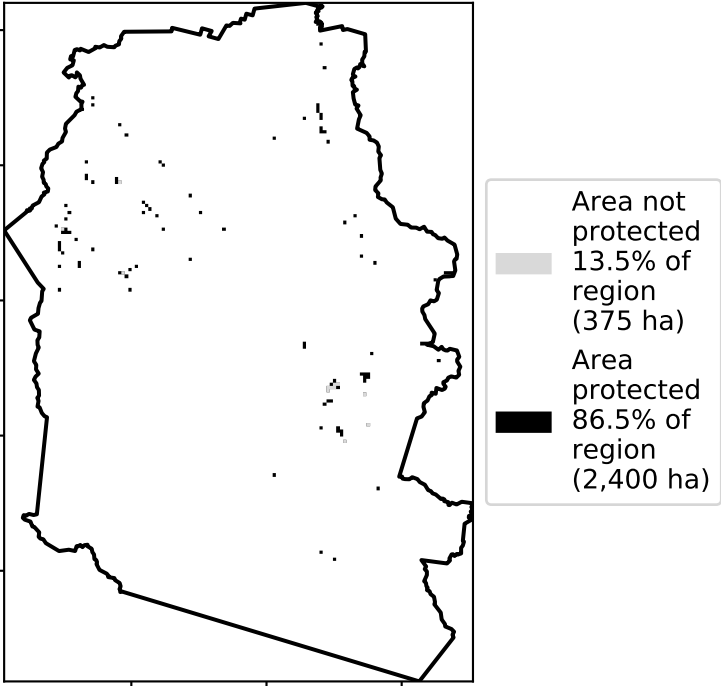 Area not
protected
13.5% of
region
(375 ha)
Area
protected
86.5% of
region
(2,400 ha)